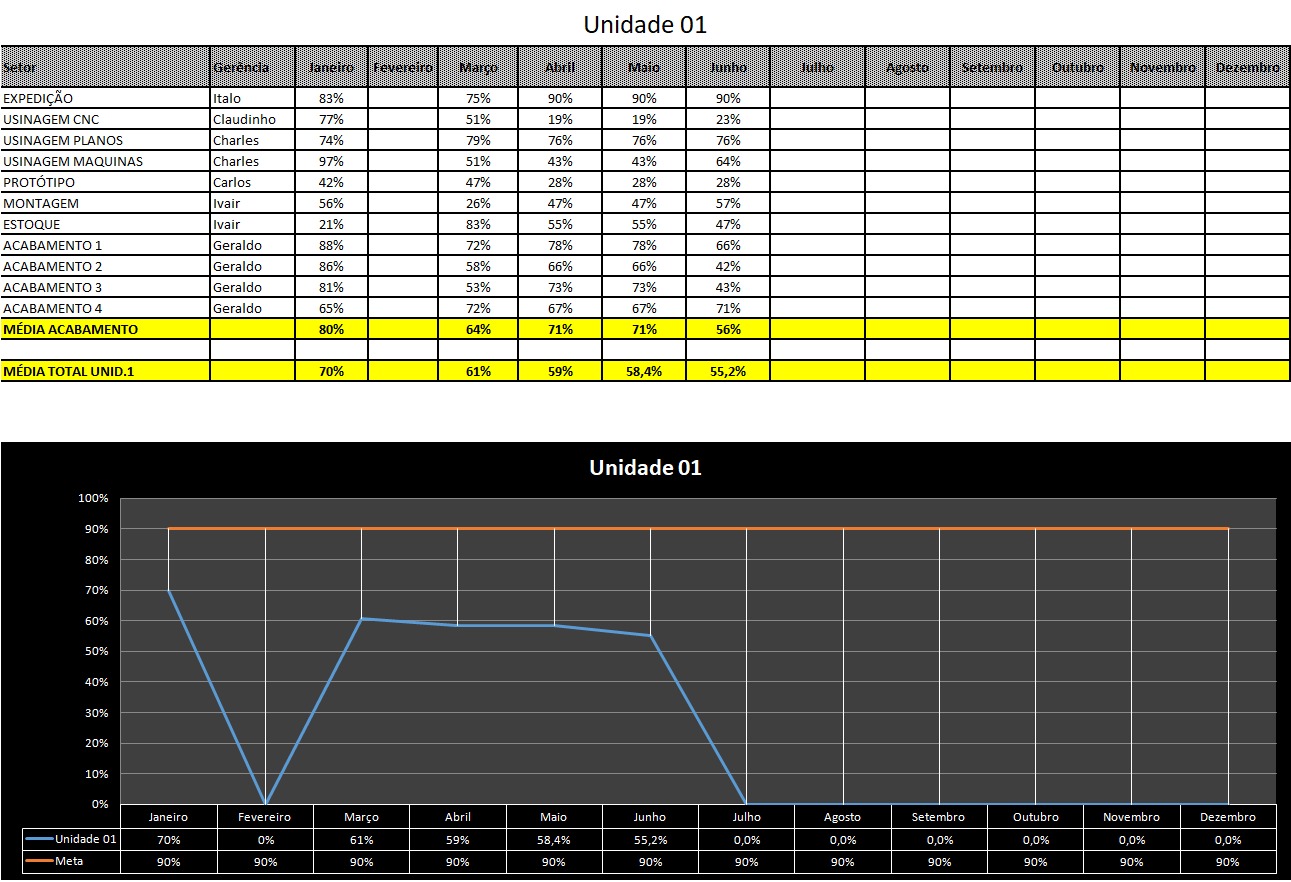 Unidade 01
Setor Gerência Janeiro Fevereiro Março Abril Maio Junho Julho Agosto Setembro Outubro Novembro Dezembro
EXPEDIÇÃO Italo 83% 75% 90% 90% 90%
USINAGEM CNC Claudinho 77% 51% 19% 19% 23%
USINAGEM PLANOS Charles 74% 79% 76% 76% 76%
USINAGEM MAQUINAS Charles 97% 51% 43% 43% 64%
PROTÓTIPO Carlos 42% 47% 28% 28% 28%
MONTAGEM Ivair 56% 26% 47% 47% 57%
ESTOQUE Ivair 21% 83% 55% 55% 47%
ACABAMENTO 1 Geraldo 88% 72% 78% 78% 66%
ACABAMENTO 2 Geraldo 86% 58% 66% 66% 42%
ACABAMENTO 3 Geraldo 81% 53% 73% 73% 43%
ACABAMENTO 4 Geraldo 65% 72% 67% 67% 71%
MÉDIA ACABAMENTO 80% 64% 71% 71% 56%
MÉDIA TOTAL UNID.1 70% 61% 59% 58,4% 55,2%
Unidade 01
100%
90%
80%
70%
60%
50%
40%
30%
20%
10%
0%
Janeiro Fevereiro Março Abril Maio Junho Julho Agosto Setembro Outubro Novembro Dezembro
Unidade 01 70% 0% 61% 59% 58,4% 55,2% 0,0% 0,0% 0,0% 0,0% 0,0% 0,0%
Meta 90% 90% 90% 90% 90% 90% 90% 90% 90% 90% 90% 90%